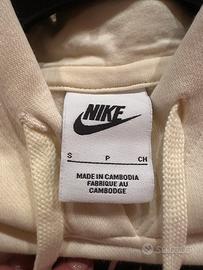 NIKE
S P CH
MADE IN CAMBODIA
FABRIQUE AU
CAMBODGE